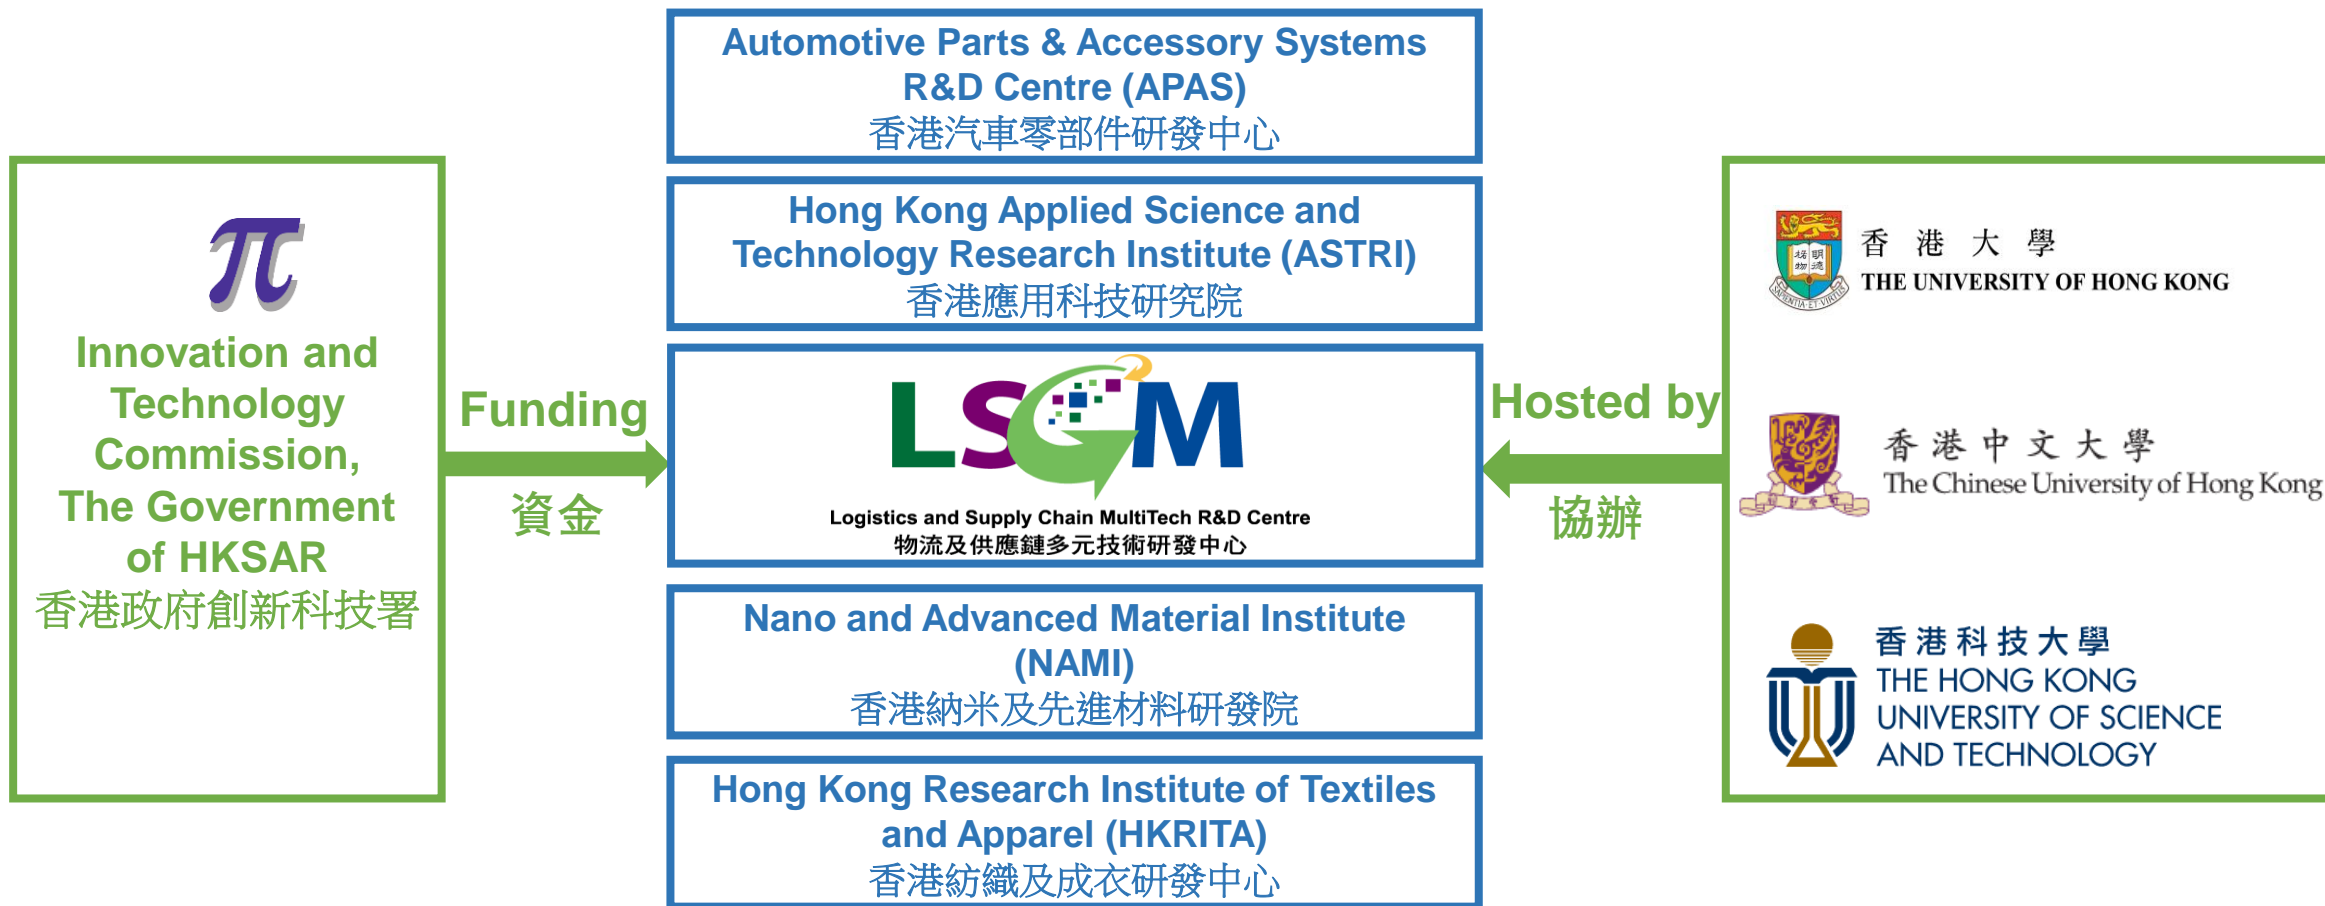 π
Innovation and
Technology
Commission,
The Government
of HKSAR
香港政府創新科技署
Funding
資金
Automotive Parts & Accessory Systems
R&D Centre (APAS)
香港汽車零部件研發中心
Hong Kong Applied Science and
Technology Research Institute (ASTRI)
香港應用科技研究院
LSCM
Logistics and Supply Chain MultiTech R&D Centre
物流及供應鏈多元技術研發中心
Nano and Advanced Material Institute
(NAMI)
香港納米及先進材料研發院
Hong Kong Research Institute of Textiles
and Apparel (HKRITA)
香港紡織及成衣研發中心
Hosted by
協辦
香港大學
THE UNIVERSITY OF HONG KONG
SAPIENTIA·ET·VIRTUS
明德
格物
香港中文大學
The Chinese University of Hong Kong
香港科技大學
THE HONG KONG
UNIVERSITY OF SCIENCE
AND TECHNOLOGY